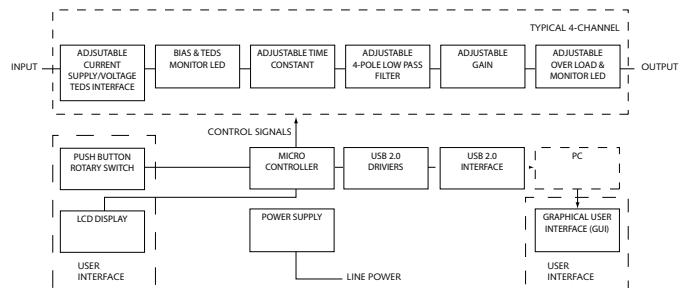 TYPICAL 4-CHANNEL
INPUT
ADJSUTABLE
CURRENT
SUPPLY/VOLTAGE
TEDS INTERFACE
BIAS & TEDS
MONITOR LED
ADJUSTABLE TIME
CONSTANT
ADJUSTABLE
4-POLE LOW PASS
FILTER
ADJUSTABLE
GAIN
ADJUSTABLE
OVER LOAD &
MONITOR LED
OUTPUT
CONTROL SIGNALS
PUSH BUTTON
ROTARY SWITCH
MICRO
CONTROLLER
USB 2.0
DRIVIERS
USB 2.0
INTERFACE
PC
LCD DISPLAY
POWER SUPPLY
GRAPHICAL USER
INTERFACE (GUI)
USER
INTERFACE
LINE POWER
USER
INTERFACE